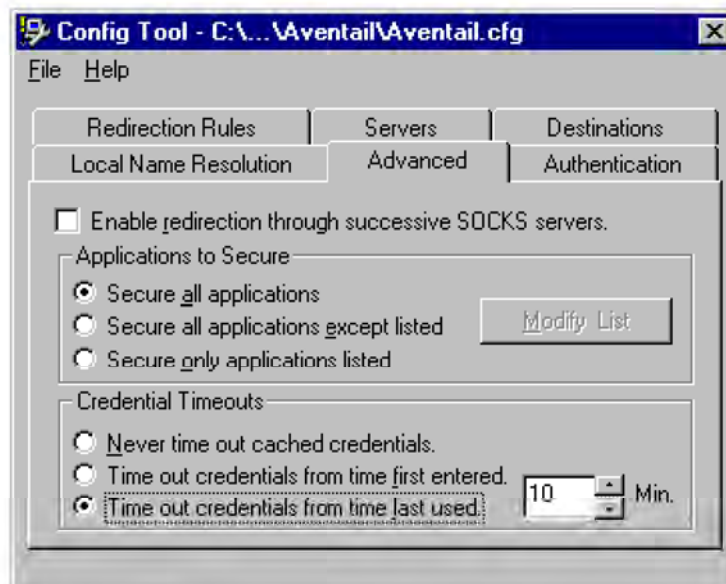 Config Tool - C:\...\Aventail\Aventail.cfg
File Help
Redirection Rules Servers Destinations
Local Name Resolution Advanced Authentication
Enable redirection through successive SOCKS servers.
Applications to Secure
Secure all applications
Secure all applications except listed
Modify List
Secure only applications listed
Credential Timeouts
Never time out cached credentials.
Time out credentials from time first entered.
10 Min.
Time out credentials from time last used.